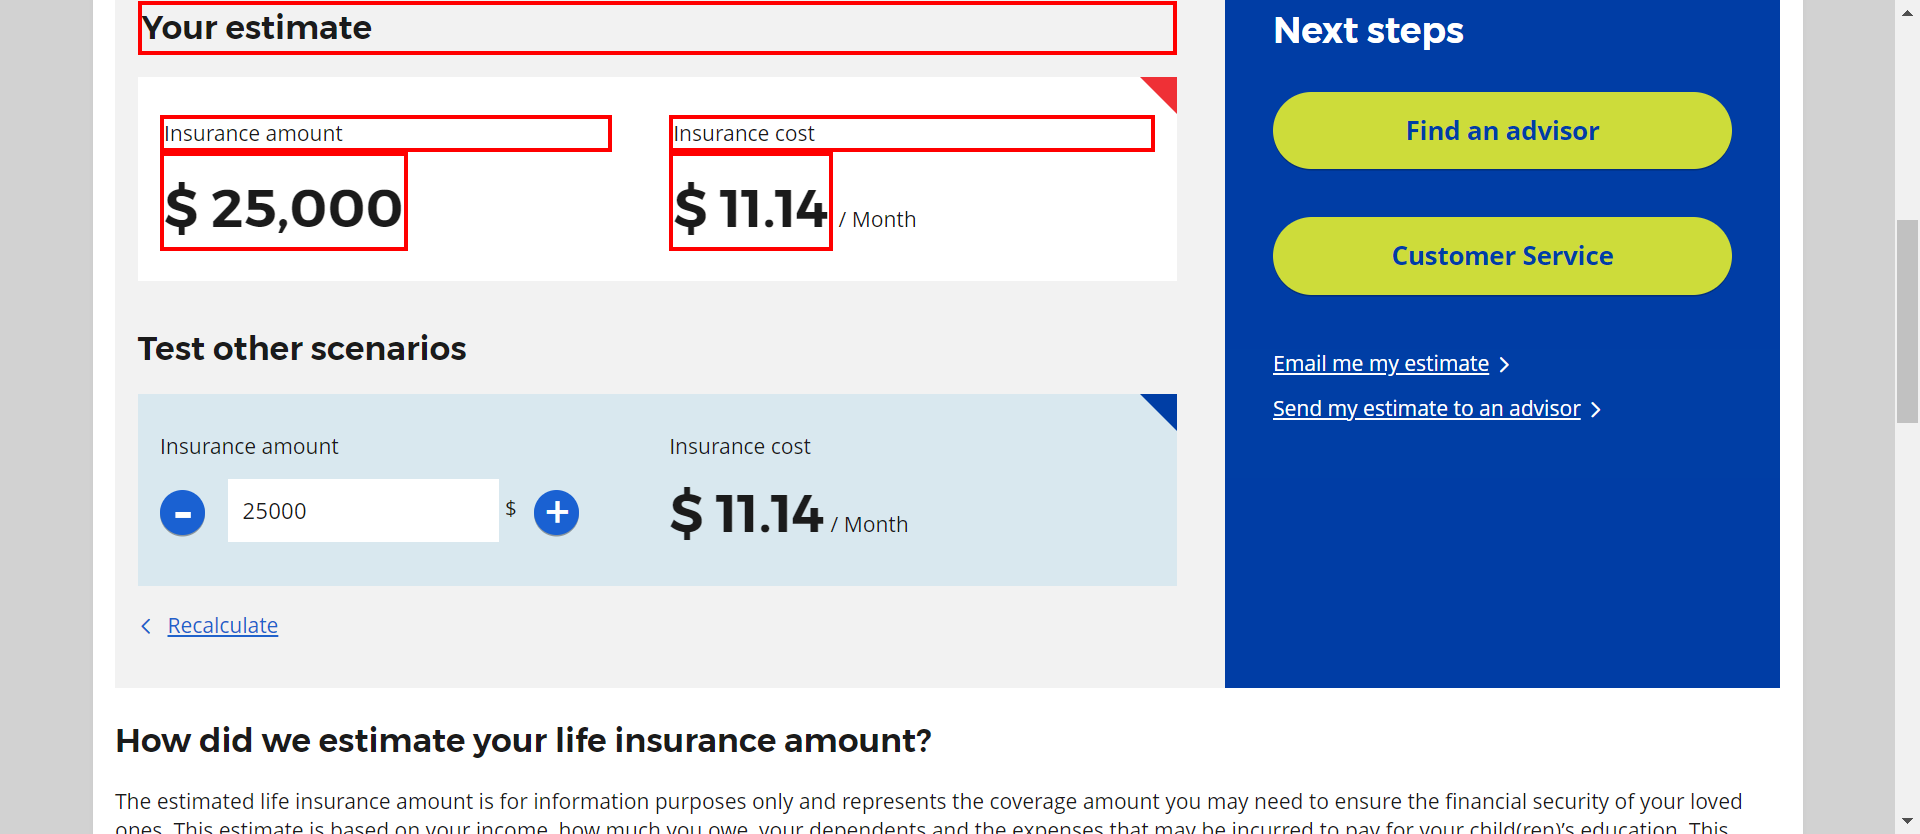 Your estimate
Insurance amount
$ 25,000
Insurance cost
$ 11.14 / Month
Test other scenarios
Insurance amount
-
25000
$
+
Insurance cost
$ 11.14 / Month
Recalculate
Next steps
Find an advisor
Customer Service
Email me my estimate
Send my estimate to an advisor
How did we estimate your life insurance amount?
The estimated life insurance amount is for information purposes only and represents the coverage amount you may need to ensure the financial security of your loved
ones. This estimate is based on your income, how much you owe, your dependents and the expenses that may be incurred to pay for your child(ren)’s education. This